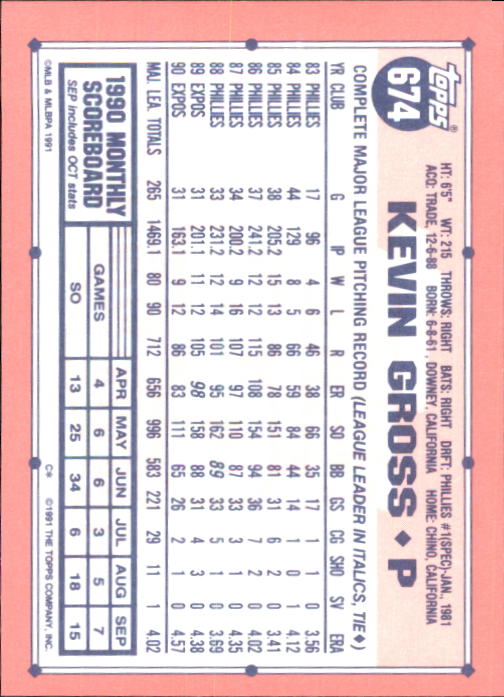 topps®
674
HT: 6'5" WT: 215 THROWS: RIGHT BATS: RIGHT DRFT: PHILLIES #1(SPEC)-JAN., 1981
ACQ: TRADE, 12-6-88 BORN: 6-8-61, DOWNEY, CALIFORNIA HOME: CHINO, CALIFORNIA
KEVIN GROSS ◆ P
COMPLETE MAJOR LEAGUE PITCHING RECORD (LEAGUE LEADER IN ITALICS, TIE◆)
YR CLUB G IP W L R ER SO BB GS CG SHO SV ERA
83 PHILLIES 17 96 4 6 46 38 66 35 17 1 1 0 3.56
84 PHILLIES 44 129 8 5 66 59 84 44 14 1 0 1 4.12
85 PHILLIES 38 205.2 15 13 86 78 151 81 31 6 2 0 3.41
86 PHILLIES 37 241.2 12 12 115 108 154 94 36 7 2 0 4.02
87 PHILLIES 34 200.2 9 16 107 97 110 87 33 3 1 0 4.35
88 PHILLIES 33 231.2 12 14 101 95 162 89 33 5 1 0 3.69
89 EXPOS 31 201.1 11 12 105 98 158 88 31 4 3 0 4.38
90 EXPOS 31 163.1 9 12 86 83 111 65 26 2 1 0 4.57
MAJ. LEA. TOTALS 265 1469.1 80 90 712 656 996 583 221 29 11 1 4.02
1990 MONTHLY
SCOREBOARD
SEP includes OCT stats
APR MAY JUN JUL AUG SEP
GAMES 4 6 6 3 5 7
SO 13 25 34 6 18 15
©MLB & MLBPA 1991
C* ©1991 THE TOPPS COMPANY, INC.